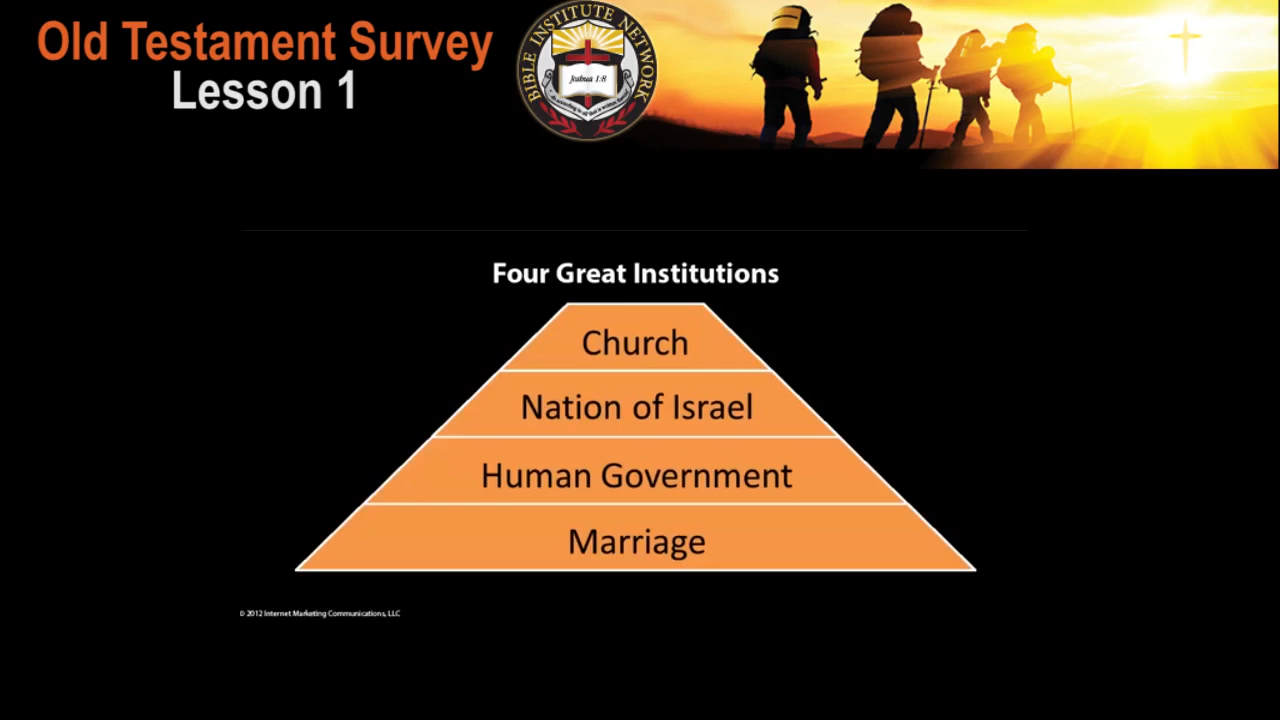 Old Testament Survey
Lesson 1
BIBLE INSTITUTE NETWORK
Joshua 1:8
Four Great Institutions
Church
Nation of Israel
Human Government
Marriage
© 2012 Internet Marketing Communications, LLC